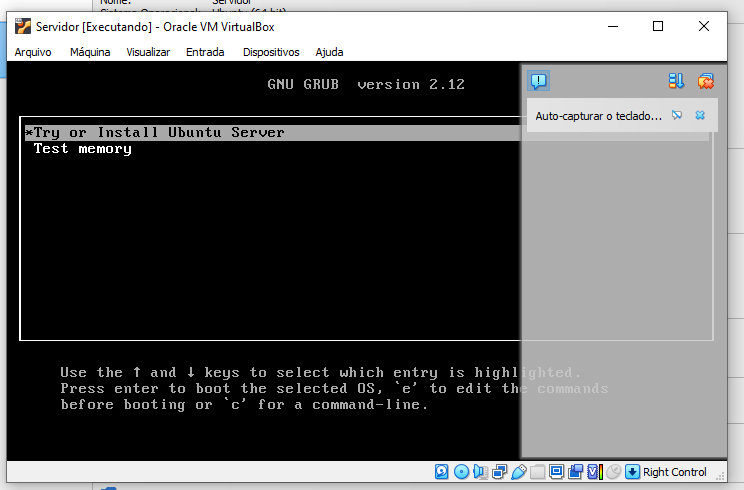 Nome: Servidor
Servidor [Executando] - Oracle VM VirtualBox
Arquivo Máquina Visualizar Entrada Dispositivos Ajuda
GNU GRUB version 2.12
Auto-capturar o teclado...
*Try or Install Ubuntu Server
Test memory
Use the ↑ and ↓ keys to select which entry is highlighted.
Press enter to boot the selected OS, `e' to edit the commands
before booting or `c' for a command-line.
Right Control